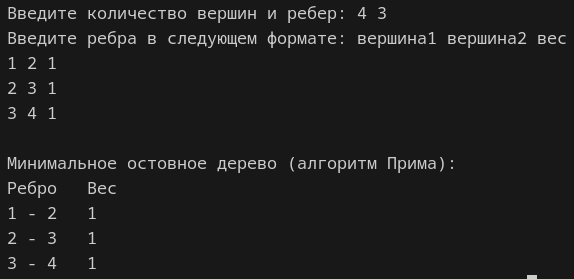 Введите количество вершин и ребер: 4 3
Введите ребра в следующем формате: вершина1 вершина2 вес
1 2 1
2 3 1
3 4 1
Минимальное остовное дерево (алгоритм Прима):
Ребро   Вес
1 - 2   1
2 - 3   1
3 - 4   1